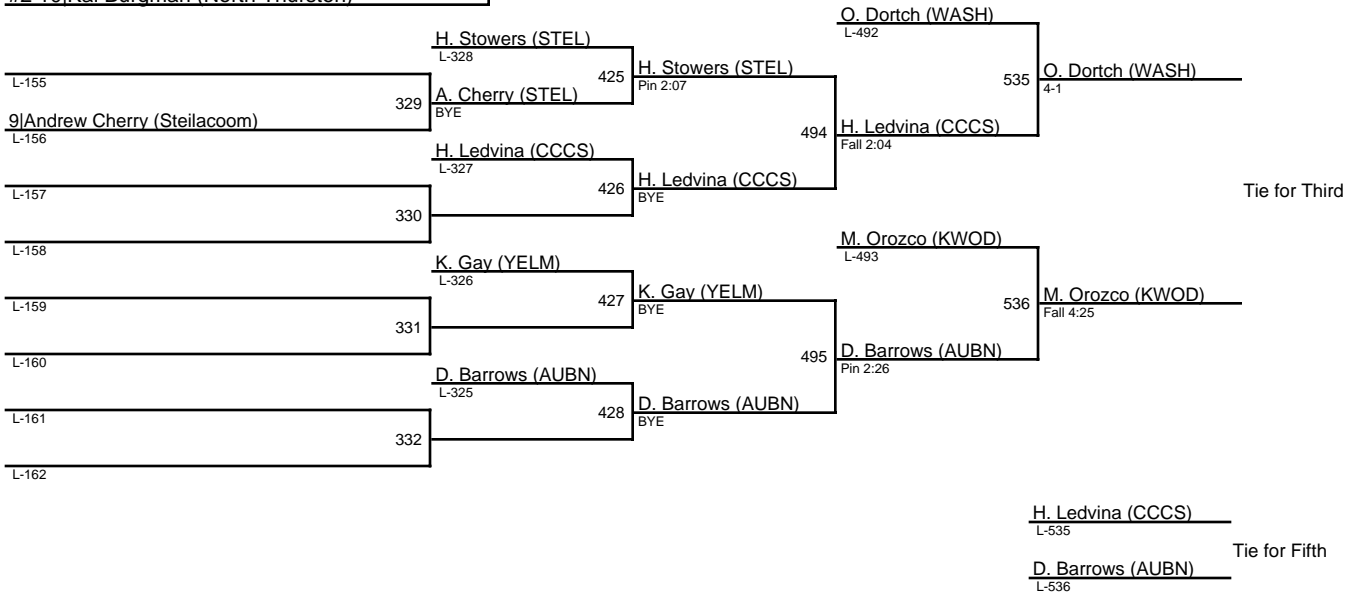 O. Dortch (WASH)
L-492
H. Stowers (STEL)
L-328
425
H. Stowers (STEL)
Pin 2:07
535
O. Dortch (WASH)
4-1
L-155
329
A. Cherry (STEL)
BYE
9|Andrew Cherry (Steilacoom)
L-156
494
H. Ledvina (CCCS)
Fall 2:04
H. Ledvina (CCCS)
L-327
426
H. Ledvina (CCCS)
BYE
L-157
Tie for Third
330
L-158
M. Orozco (KWOD)
L-493
K. Gay (YELM)
L-326
427
K. Gay (YELM)
BYE
L-159
536
M. Orozco (KWOD)
Fall 4:25
331
L-160
495
D. Barrows (AUBN)
Pin 2:26
D. Barrows (AUBN)
L-325
428
D. Barrows (AUBN)
BYE
L-161
332
L-162
H. Ledvina (CCCS)
L-535
Tie for Fifth
D. Barrows (AUBN)
L-536